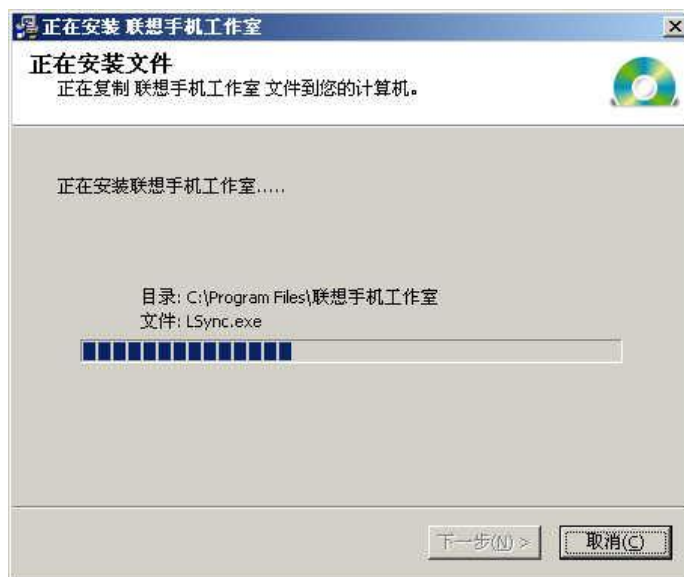 正在安装 联想手机工作室
正在安装文件
正在复制 联想手机工作室 文件到您的计算机。
正在安装联想手机工作室.....
目录: C:\Program Files\联想手机工作室
文件: LSync.exe
下一步(N) >
取消(C)